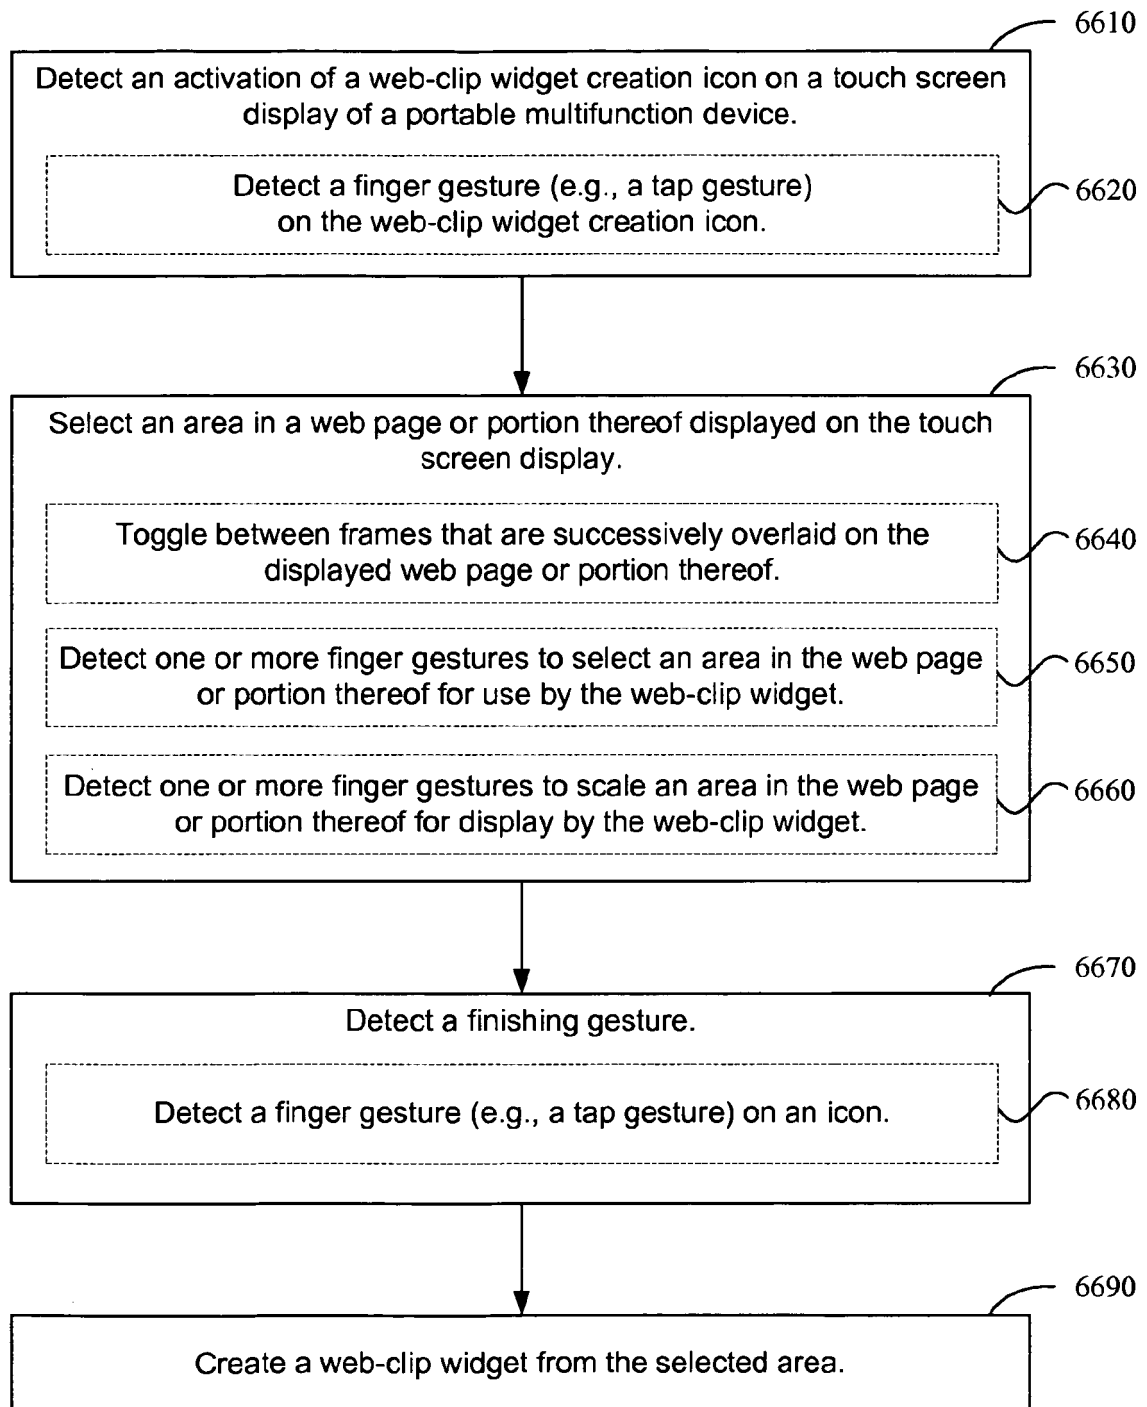 6610
Detect an activation of a web-clip widget creation icon on a touch screen
display of a portable multifunction device.
Detect a finger gesture (e.g., a tap gesture)
on the web-clip widget creation icon.
6620
6630
Select an area in a web page or portion thereof displayed on the touch
screen display.
Toggle between frames that are successively overlaid on the
displayed web page or portion thereof.
6640
Detect one or more finger gestures to select an area in the web page
or portion thereof for use by the web-clip widget.
6650
Detect one or more finger gestures to scale an area in the web page
or portion thereof for display by the web-clip widget.
6660
6670
Detect a finishing gesture.
Detect a finger gesture (e.g., a tap gesture) on an icon.
6680
6690
Create a web-clip widget from the selected area.